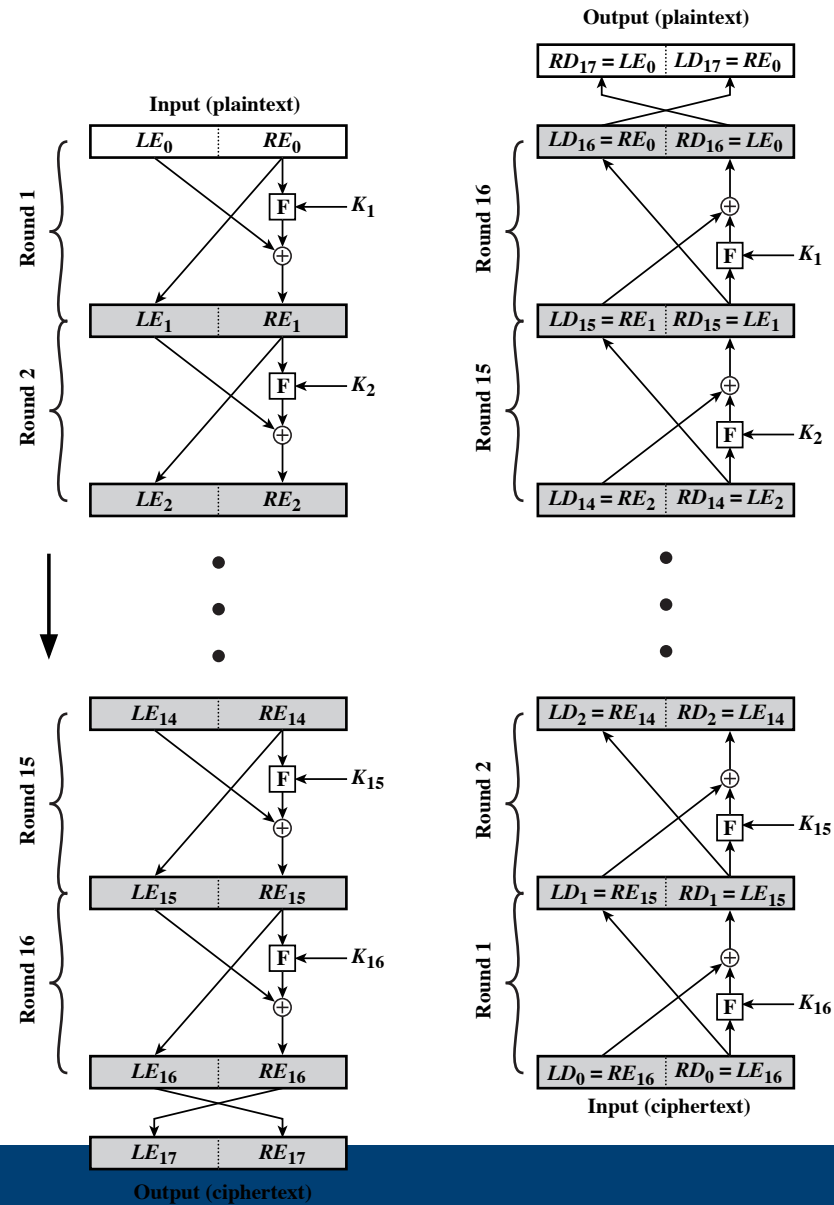 Input (plaintext)
LE₀ RE₀
Round 1
F
K₁
LE₁ RE₁
Round 2
F
K₂
LE₂ RE₂
LE₁₄ RE₁₄
Round 15
F
K₁₅
LE₁₅ RE₁₅
Round 16
F
K₁₆
LE₁₆ RE₁₆
LE₁₇ RE₁₇
Output (ciphertext)
Output (plaintext)
RD₁₇ = LE₀ LD₁₇ = RE₀
LD₁₆ = RE₀ RD₁₆ = LE₀
Round 16
F
K₁
LD₁₅ = RE₁ RD₁₅ = LE₁
Round 15
F
K₂
LD₁₄ = RE₂ RD₁₄ = LE₂
LD₂ = RE₁₄ RD₂ = LE₁₄
Round 2
F
K₁₅
LD₁ = RE₁₅ RD₁ = LE₁₅
Round 1
F
K₁₆
LD₀ = RE₁₆ RD₀ = LE₁₆
Input (ciphertext)